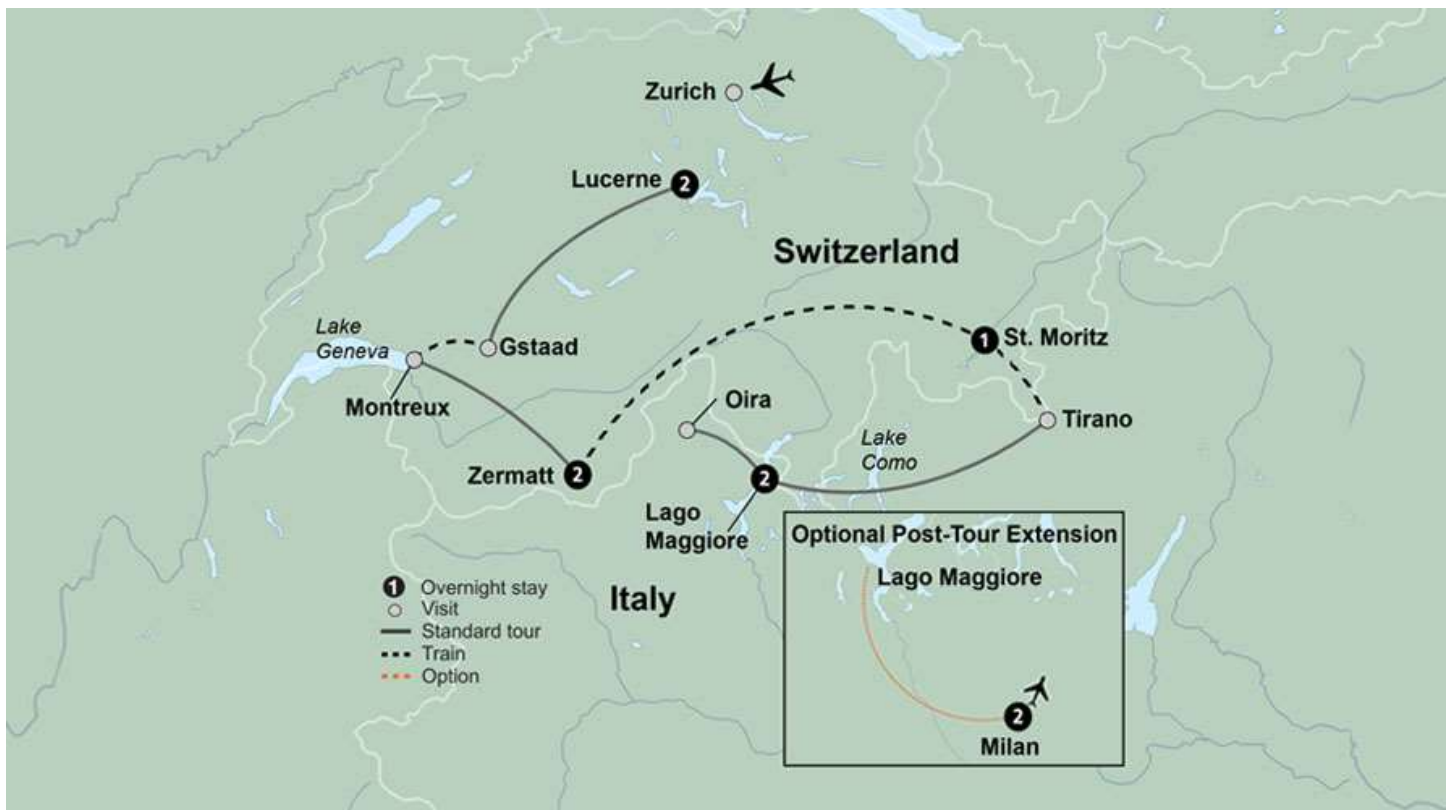 Zurich
Lucerne 2
Switzerland
Lake
Geneva
Gstaad
1 St. Moritz
Montreux
Oira
Tirano
Lake
Como
Zermatt 2
2
Lago
Maggiore
Optional Post-Tour Extension
Lago Maggiore
2
Milan
Italy
1 Overnight stay
Visit
Standard tour
Train
Option